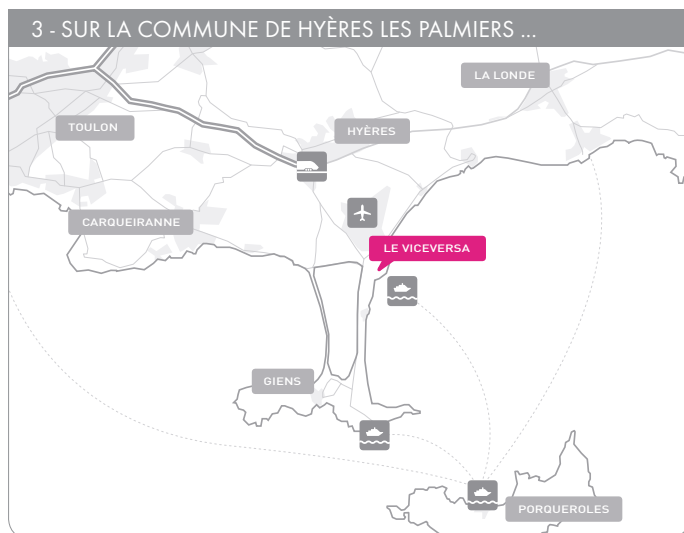 3 - SUR LA COMMUNE DE HYÈRES LES PALMIERS ...
LA LONDE
TOULON
HYÈRES
CARQUEIRANNE
LE VICEVERSA
GIENS
PORQUEROLES